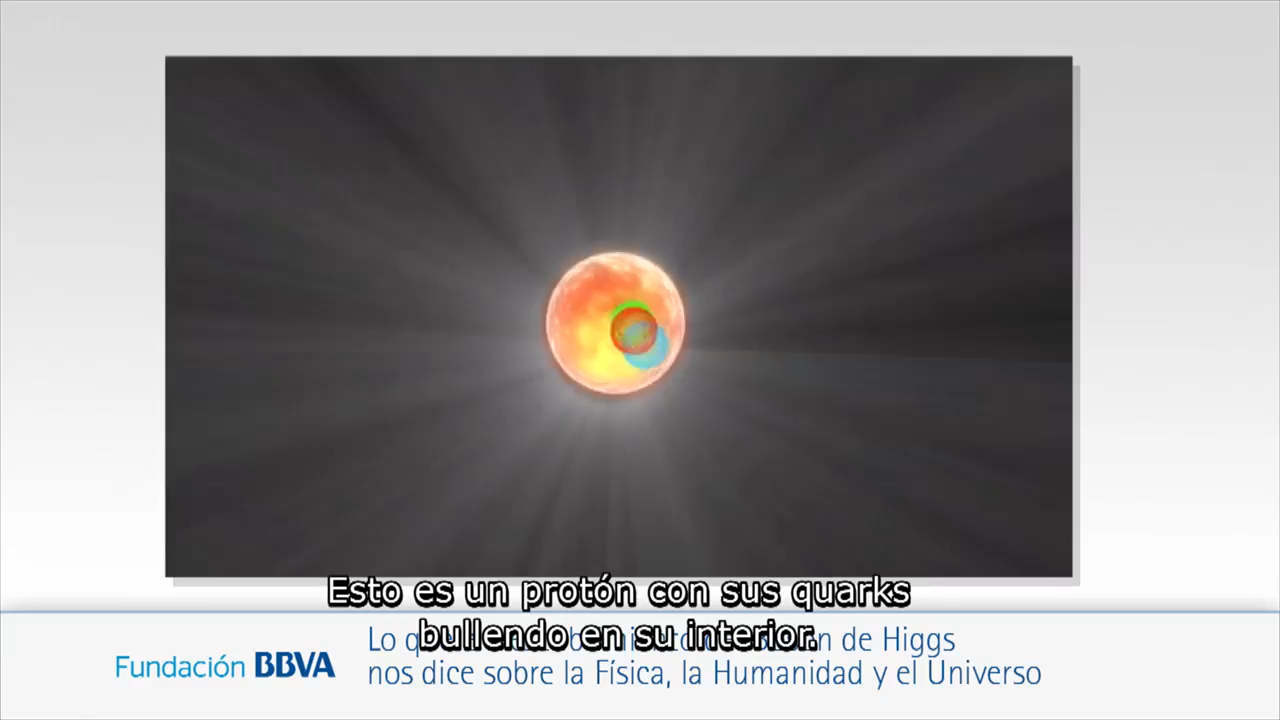 Esto es un protón con sus quarks
bullendo en su interior.
Lo q n de Higgs
Fundación BBVA
nos dice sobre la Física, la Humanidad y el Universo